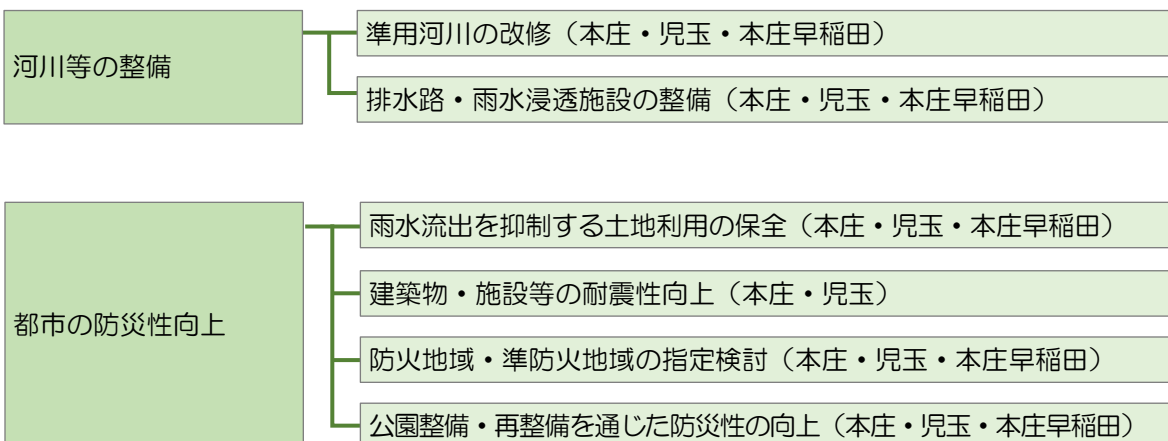 河川等の整備
準用河川の改修（本庄・児玉・本庄早稲田）
排水路・雨水浸透施設の整備（本庄・児玉・本庄早稲田）
都市の防災性向上
雨水流出を抑制する土地利用の保全（本庄・児玉・本庄早稲田）
建築物・施設等の耐震性向上（本庄・児玉）
防火地域・準防火地域の指定検討（本庄・児玉・本庄早稲田）
公園整備・再整備を通じた防災性の向上（本庄・児玉・本庄早稲田）